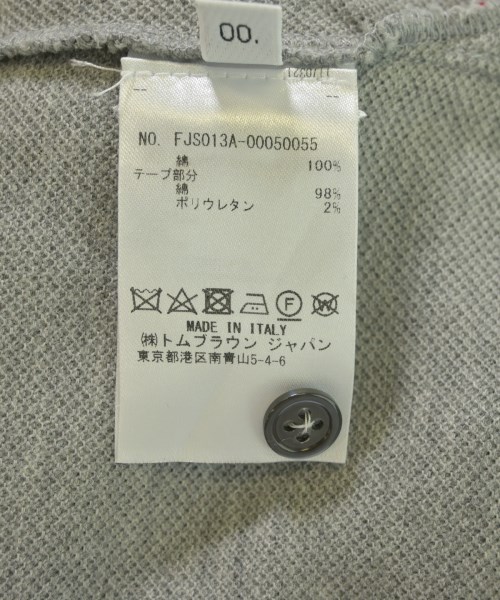 00.
NO. FJS013A-00050055
綿 100%
テープ部分
綿 98%
ポリウレタン 2%
F
W
MADE IN ITALY
㈱トムブラウン ジャパン
東京都港区南青山5-4-6